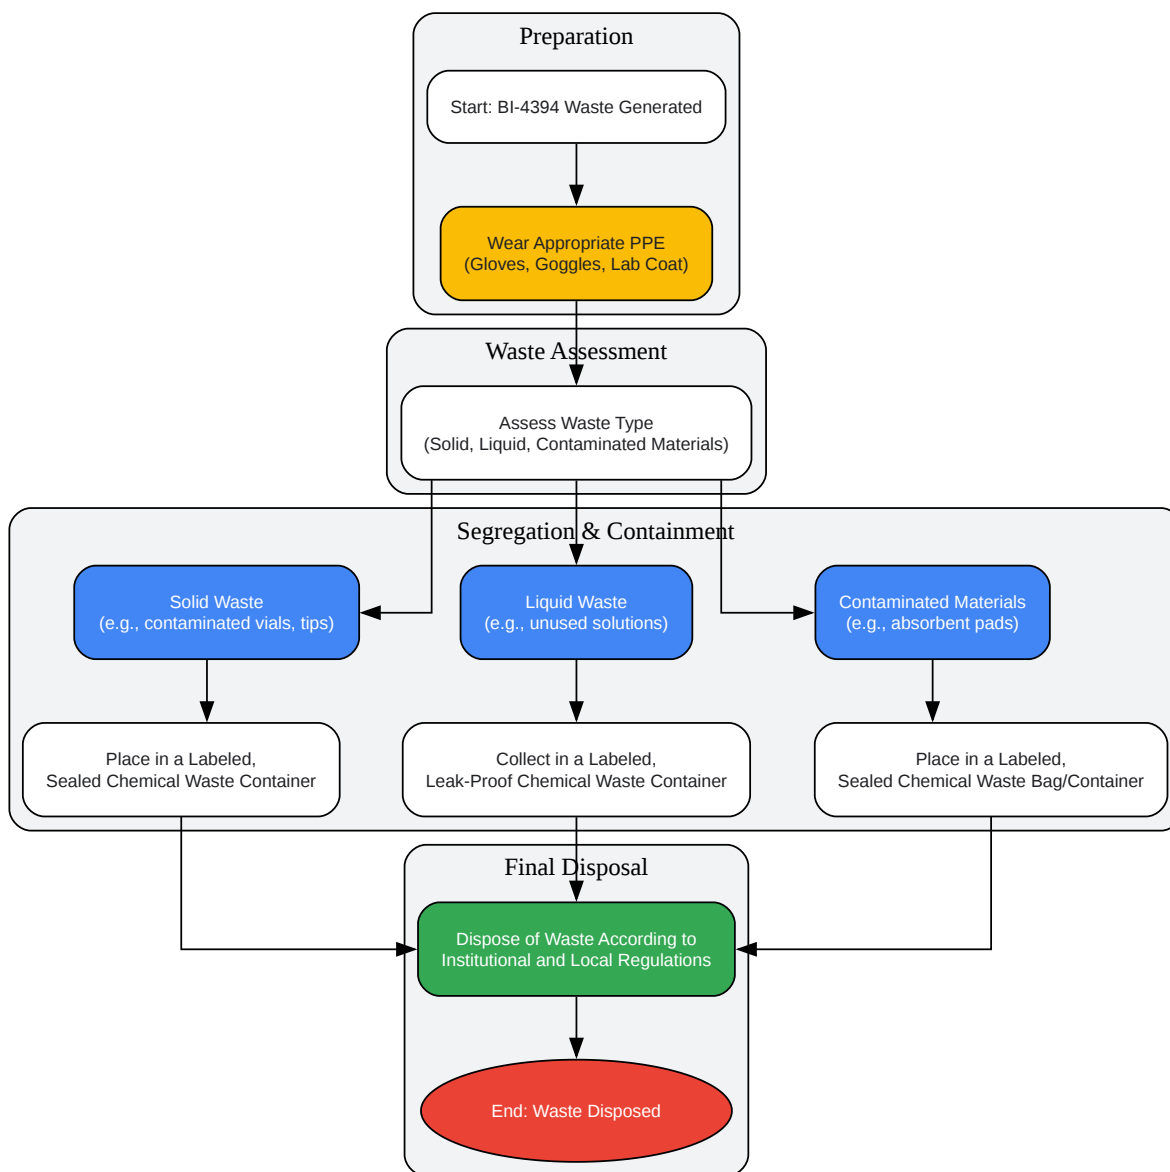 Preparation
Start: BI-4394 Waste Generated
Wear Appropriate PPE
(Gloves, Goggles, Lab Coat)
Waste Assessment
Assess Waste Type
(Solid, Liquid, Contaminated Materials)
Segregation & Containment
Solid Waste
(e.g., contaminated vials, tips)
Liquid Waste
(e.g., unused solutions)
Contaminated Materials
(e.g., absorbent pads)
Place in a Labeled,
Sealed Chemical Waste Container
Collect in a Labeled,
Leak-Proof Chemical Waste Container
Place in a Labeled,
Sealed Chemical Waste Bag/Container
Final Disposal
Dispose of Waste According to
Institutional and Local Regulations
End: Waste Disposed